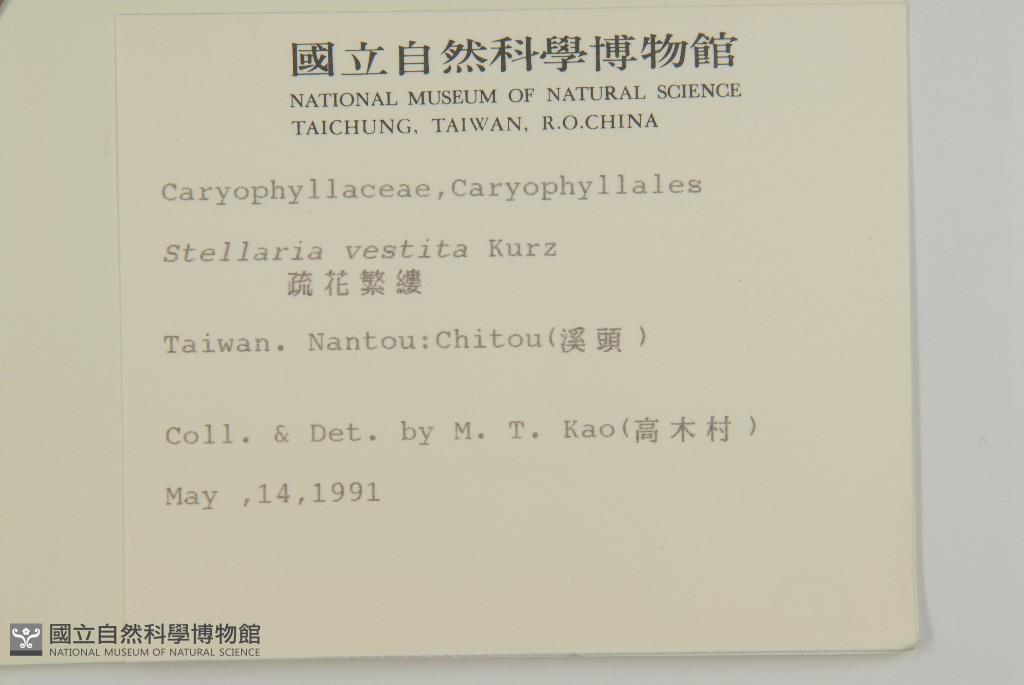 國立自然科學博物館
NATIONAL MUSEUM OF NATURAL SCIENCE
TAICHUNG, TAIWAN, R.O.CHINA
Caryophyllaceae,Caryophyllales
Stellaria vestita Kurz
疏花繁縷
Taiwan. Nantou:Chitou(溪頭)
Coll. & Det. by M. T. Kao(高木村)
May ,14,1991
國立自然科學博物館
NATIONAL MUSEUM OF NATURAL SCIENCE